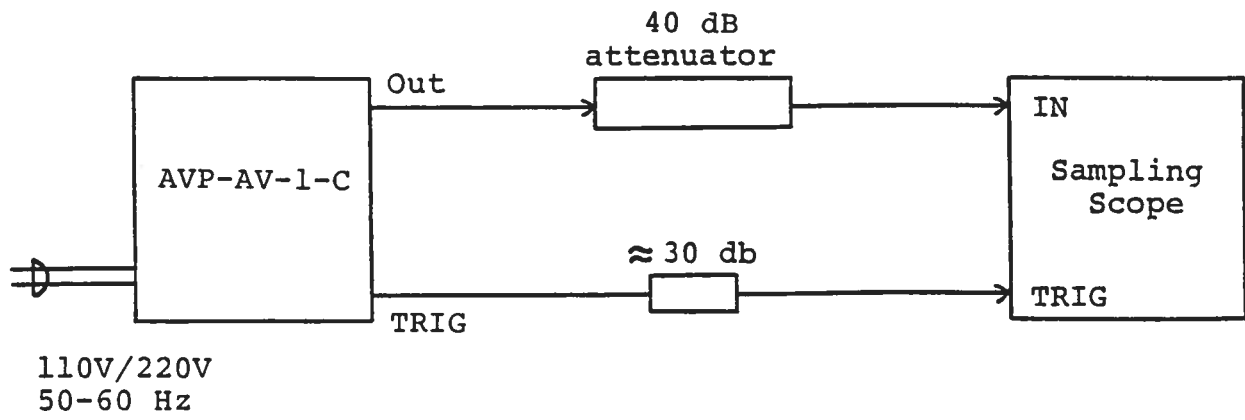 40 dB
attenuator
Out
IN
AVP-AV-1-C
Sampling
Scope
≈ 30 db
TRIG
TRIG
110V/220V
50-60 Hz